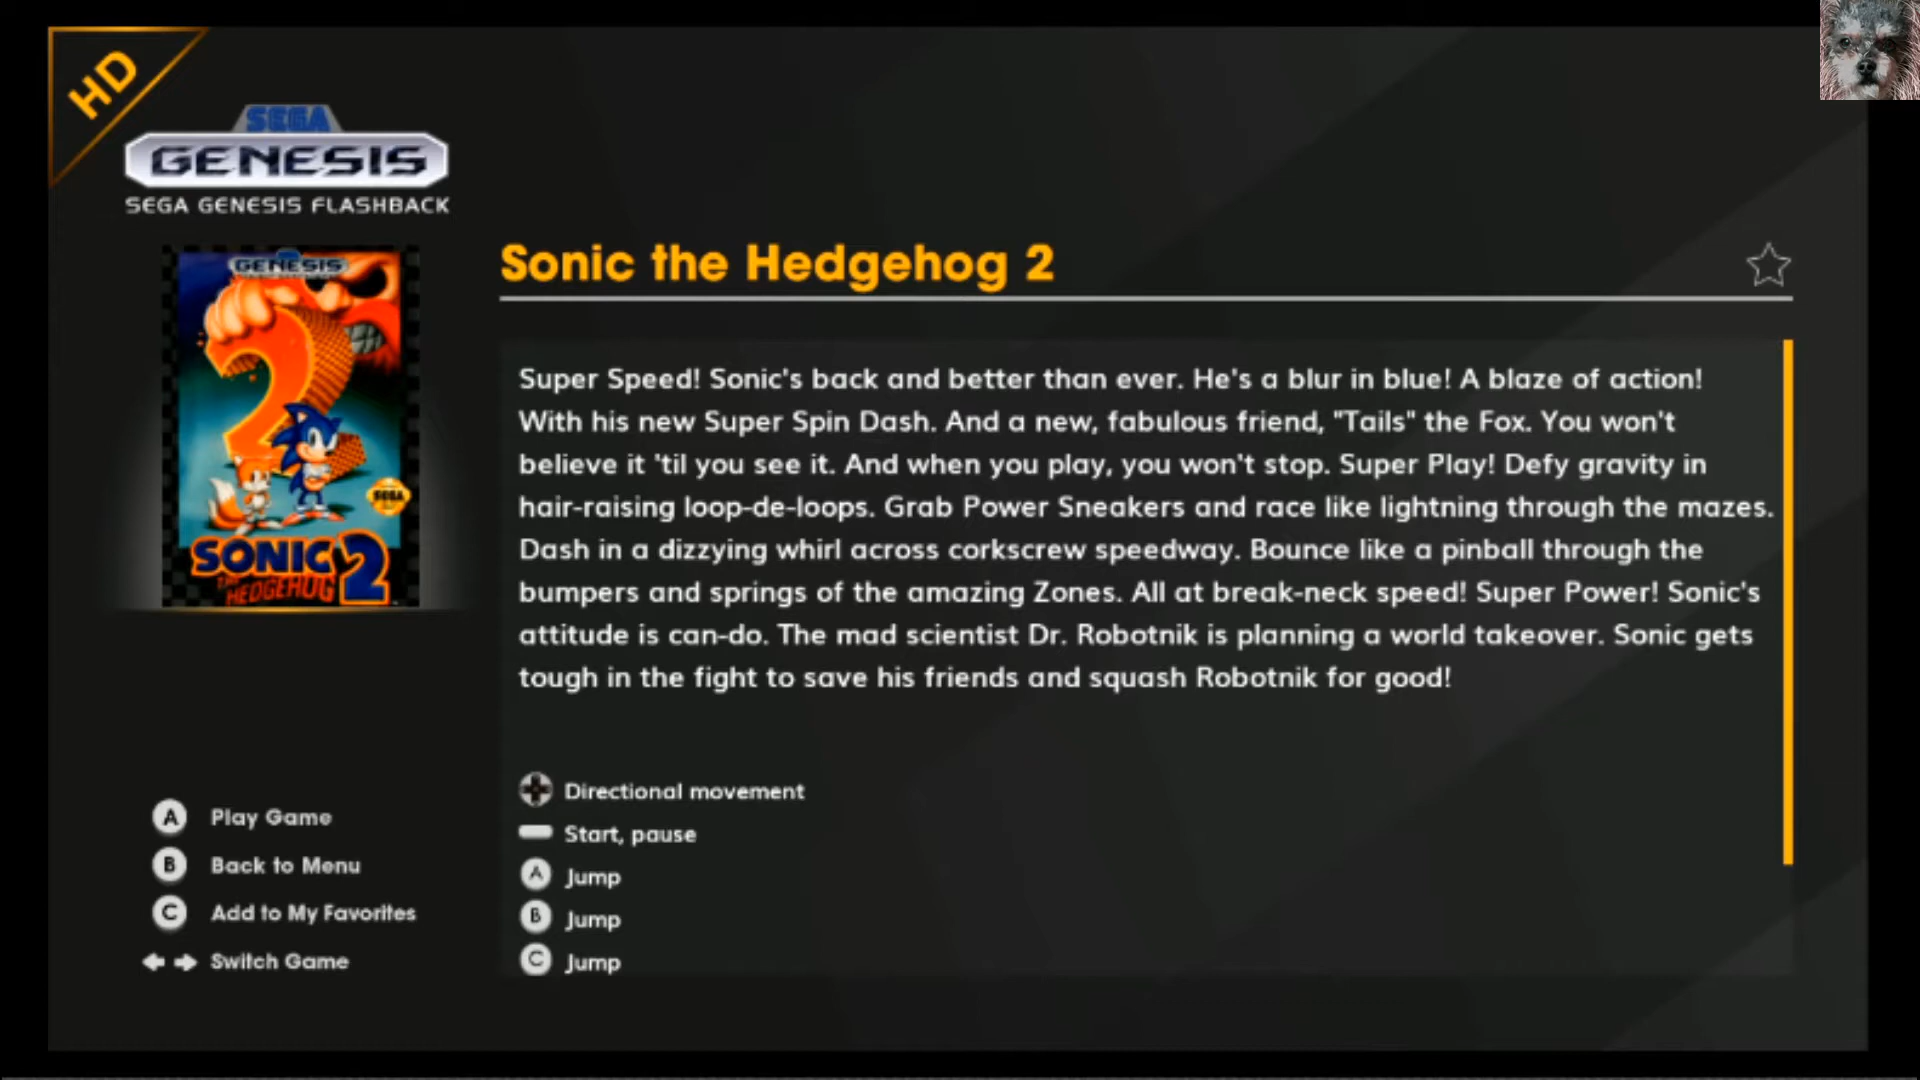 HD
SEGA
GENESIS
SEGA GENESIS FLASHBACK
GENESIS
2
SEGA
SONIC
THE
HEDGEHOG 2
Sonic the Hedgehog 2
Super Speed! Sonic's back and better than ever. He's a blur in blue! A blaze of action!
With his new Super Spin Dash. And a new, fabulous friend, "Tails" the Fox. You won't
believe it 'til you see it. And when you play, you won't stop. Super Play! Defy gravity in
hair-raising loop-de-loops. Grab Power Sneakers and race like lightning through the mazes.
Dash in a dizzying whirl across corkscrew speedway. Bounce like a pinball through the
bumpers and springs of the amazing Zones. All at break-neck speed! Super Power! Sonic's
attitude is can-do. The mad scientist Dr. Robotnik is planning a world takeover. Sonic gets
tough in the fight to save his friends and squash Robotnik for good!
Directional movement
Start, pause
A Jump
B Jump
C Jump
A Play Game
B Back to Menu
C Add to My Favorites
Switch Game